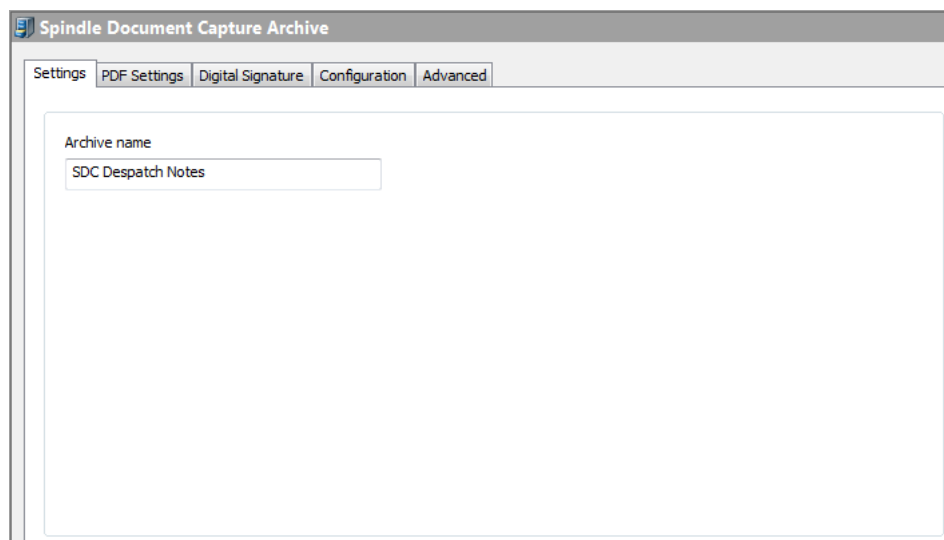 Spindle Document Capture Archive
Settings PDF Settings Digital Signature Configuration Advanced
Archive name
SDC Despatch Notes